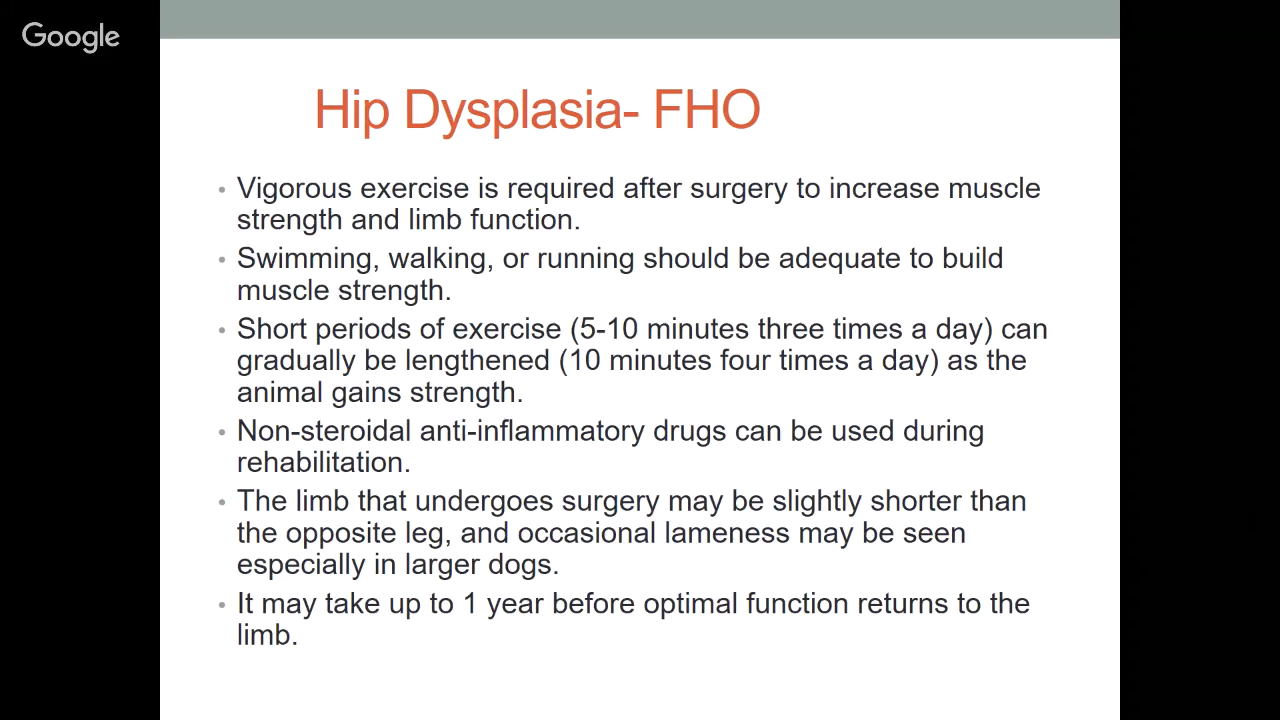 Google
Hip Dysplasia- FHO
• Vigorous exercise is required after surgery to increase muscle
strength and limb function.
• Swimming, walking, or running should be adequate to build
muscle strength.
• Short periods of exercise (5-10 minutes three times a day) can
gradually be lengthened (10 minutes four times a day) as the
animal gains strength.
• Non-steroidal anti-inflammatory drugs can be used during
rehabilitation.
• The limb that undergoes surgery may be slightly shorter than
the opposite leg, and occasional lameness may be seen
especially in larger dogs.
• It may take up to 1 year before optimal function returns to the
limb.